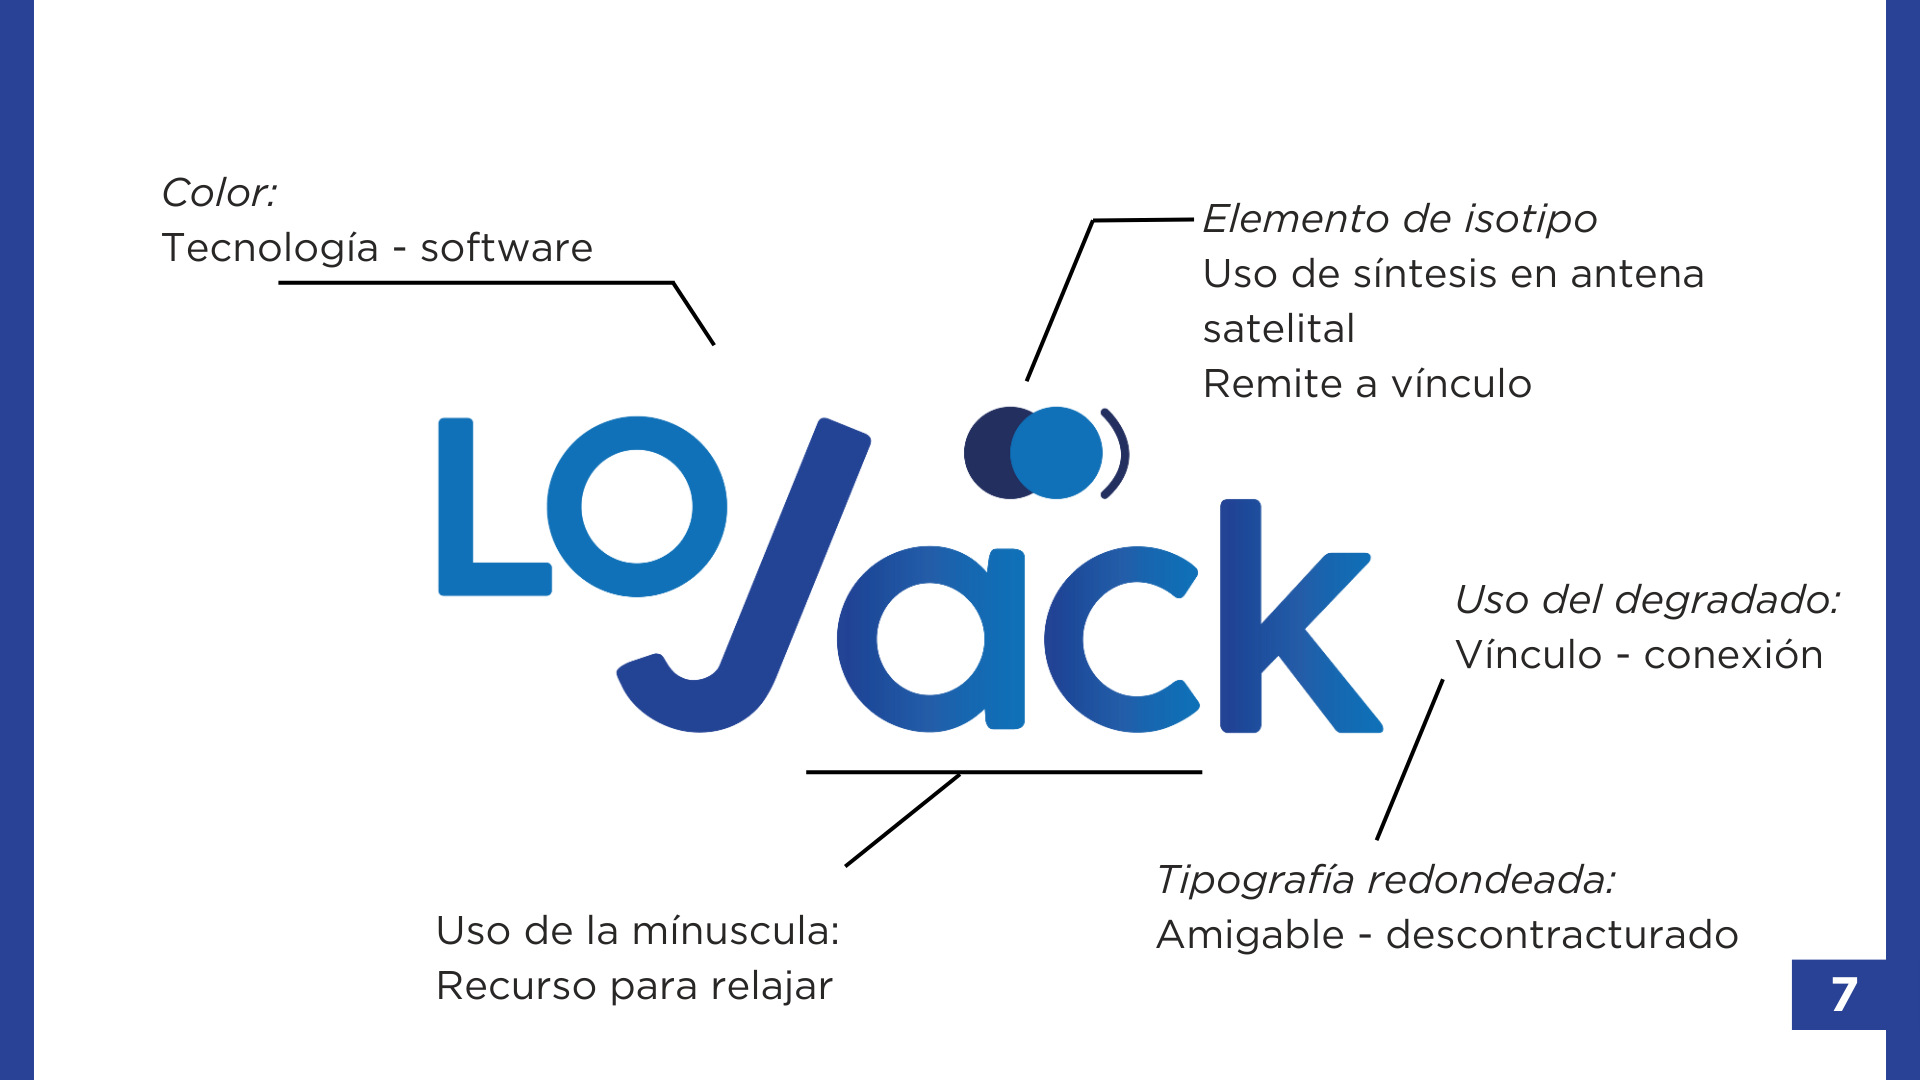 Color:
Tecnología - software
Elemento de isotipo
Uso de síntesis en antena
satelital
Remite a vínculo
LOJack
Uso del degradado:
Vínculo - conexión
Tipografía redondeada:
Amigable - descontracturado
Uso de la mínuscula:
Recurso para relajar
7